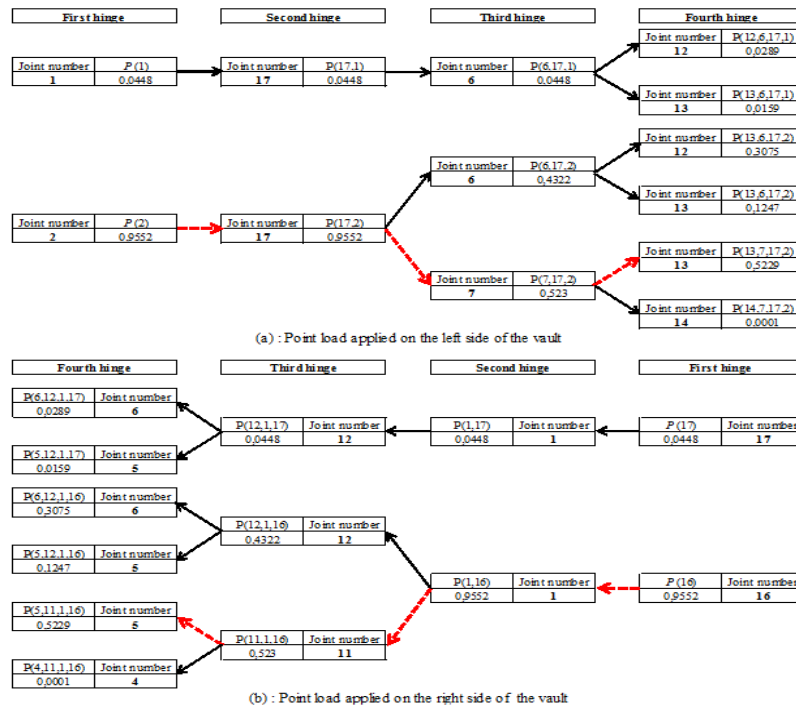 First hinge Second hinge Third hinge Fourth hinge
Joint number P(12,6,17,1)
12 0,0289
Joint number P(1) Joint number P(17,1) Joint number P(6,17,1)
1 0.0448 17 0.0448 6 0.0448
Joint number P(13,6,17,1)
13 0,0159
Joint number P(13,6,17,2)
12 0,3075
Joint number P(6,17,2)
6 0,4322
Joint number P(13,6,17,2)
13 0,1247
Joint number P(2) Joint number P(17,2)
2 0.9552 17 0.9552
Joint number P(13,7,17,2)
13 0,5229
Joint number P(7,17,2)
7 0,523
Joint number P(14,7,17,2)
14 0.0001
(a) : Point load applied on the left side of the vault
Fourth hinge Third hinge Second hinge First hinge
P(6,12,1,17) Joint number
0,0289 6
P(12,1,17) Joint number P(1,17) Joint number P(17) Joint number
0,0448 12 0,0448 1 0,0448 17
P(5,12,1,17) Joint number
0,0159 5
P(6,12,1,16) Joint number
0,3075 6
P(12,1,16) Joint number
0,4322 12
P(5,12,1,16) Joint number
0,1247 5
P(1,16) Joint number P(16) Joint number
0,9552 1 0,9552 16
P(5,11,1,16) Joint number
0,5229 5
P(11,1,16) Joint number
0,523 11
P(4,11,1,16) Joint number
0,0001 4
(b) : Point load applied on the right side of the vault